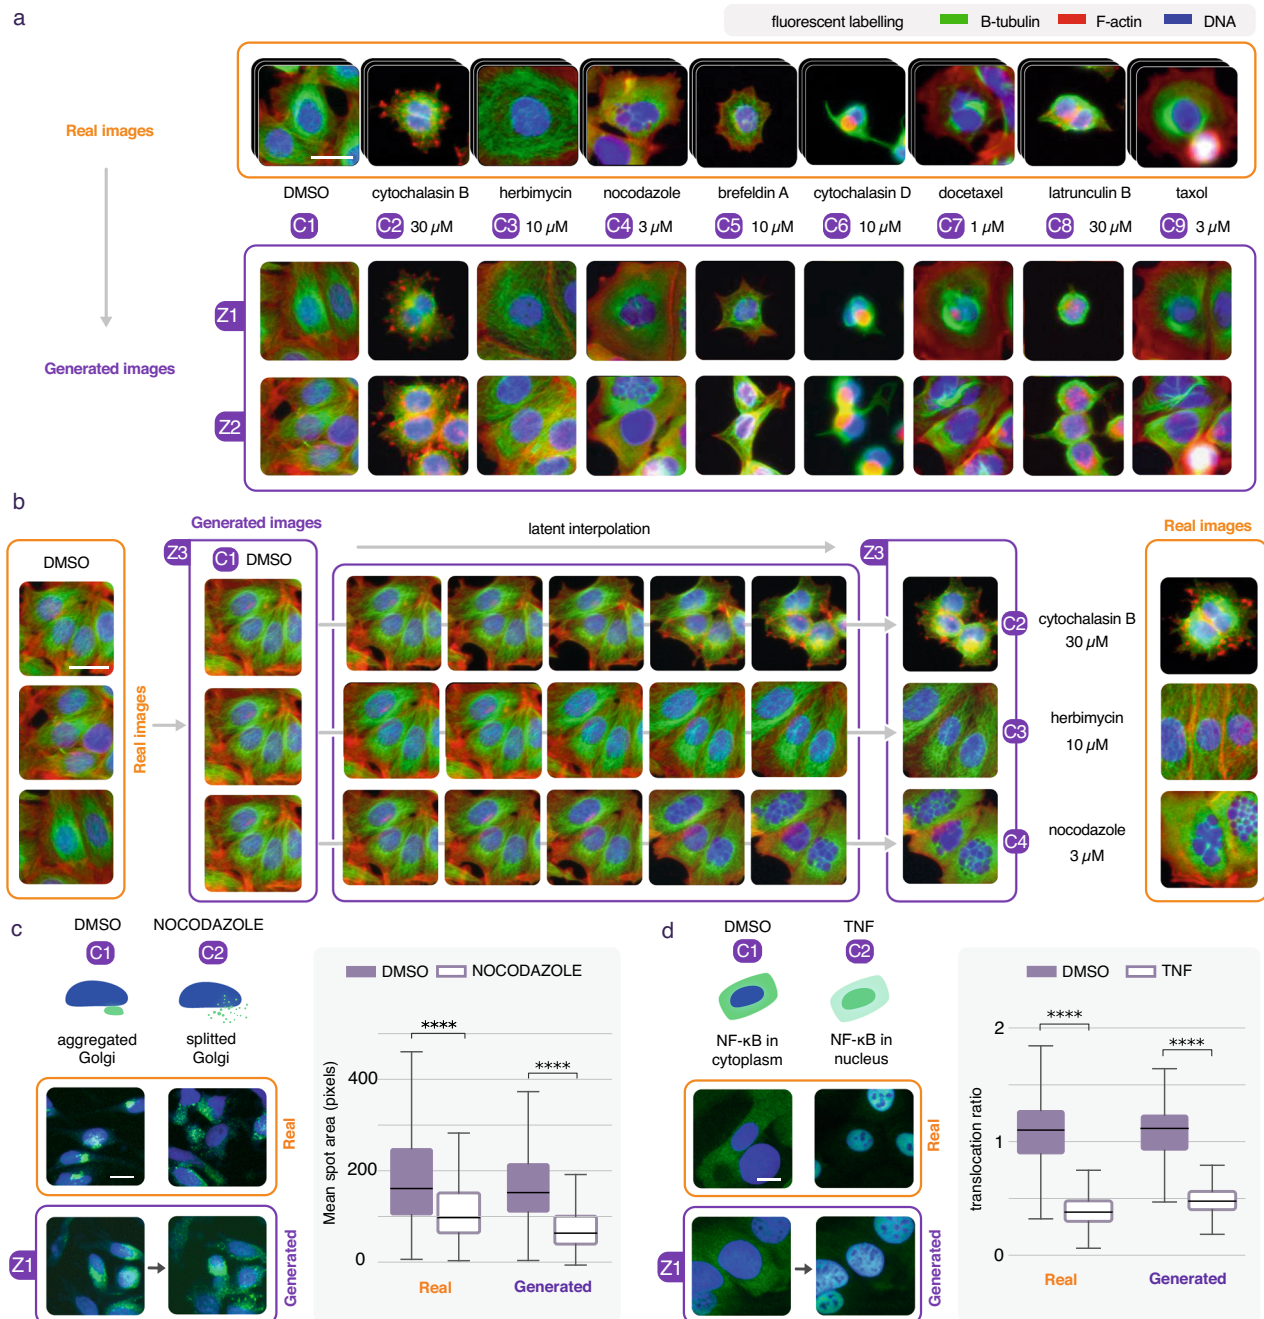 a
fluorescent labelling B-tubulin F-actin DNA
Real images
DMSO cytochalasin B herbimycin nocodazole brefeldin A cytochalasin D docetaxel latrunculin B taxol
C1 C2 30 µM C3 10 µM C4 3 µM C5 10 µM C6 10 µM C7 1 µM C8 30 µM C9 3 µM
Z1
Generated images
Z2
b
Generated images
latent interpolation
Real images
DMSO
Z3
C1 DMSO
Z3
Real images
C2
cytochalasin B
30 µM
C3
herbimycin
10 µM
C4
nocodazole
3 µM
c
DMSO NOCODAZOLE
C1 C2
aggregated
Golgi
splitted
Golgi
Real
Z1
Generated
DMSO NOCODAZOLE
****
****
Mean spot area (pixels)
400
200
0
Real Generated
d
DMSO TNF
C1 C2
NF-κB in
cytoplasm
NF-κB in
nucleus
Real
Z1
Generated
DMSO TNF
****
****
translocation ratio
2
1
0
Real Generated